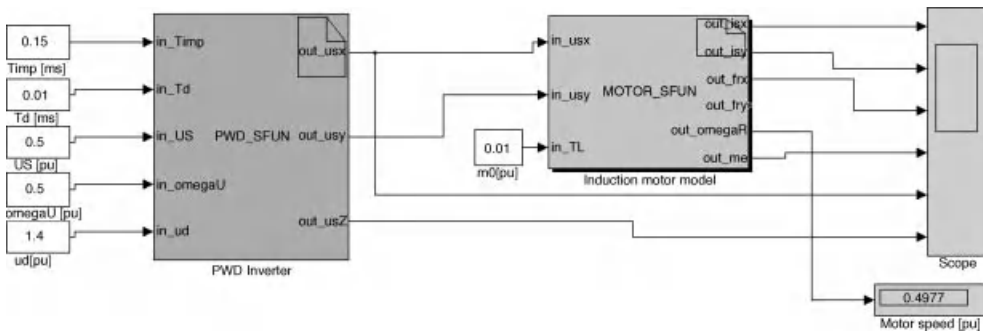 0.15
Timp [ms]
0.01
Td [ms]
0.5
US [pu]
0.5
omegaU [pu]
1.4
ud[pu]
in_Timp
in_Td
in_US
in_omegaU
in_ud
PWD_SFUN
out_usx
out_usy
out_usZ
PWD Inverter
0.01
m0[pu]
in_usx
in_usy
in_TL
MOTOR_SFUN
out_isx
out_isy
out_frx
out_fry
out_omegaR
out_me
Induction motor model
Scope
0.4977
Motor speed [pu]